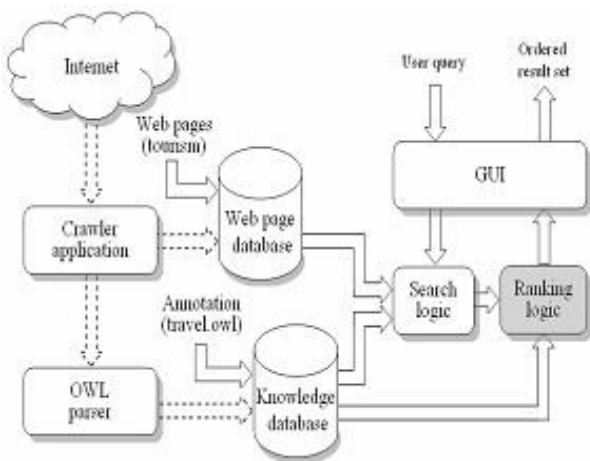 Internet
User query
Ordered
result set
Web pages
(tourism)
GUI
Crawler
application
Web page
database
Search
logic
Ranking
logic
Annotation
(travel.owl)
OWL
parser
Knowledge
database